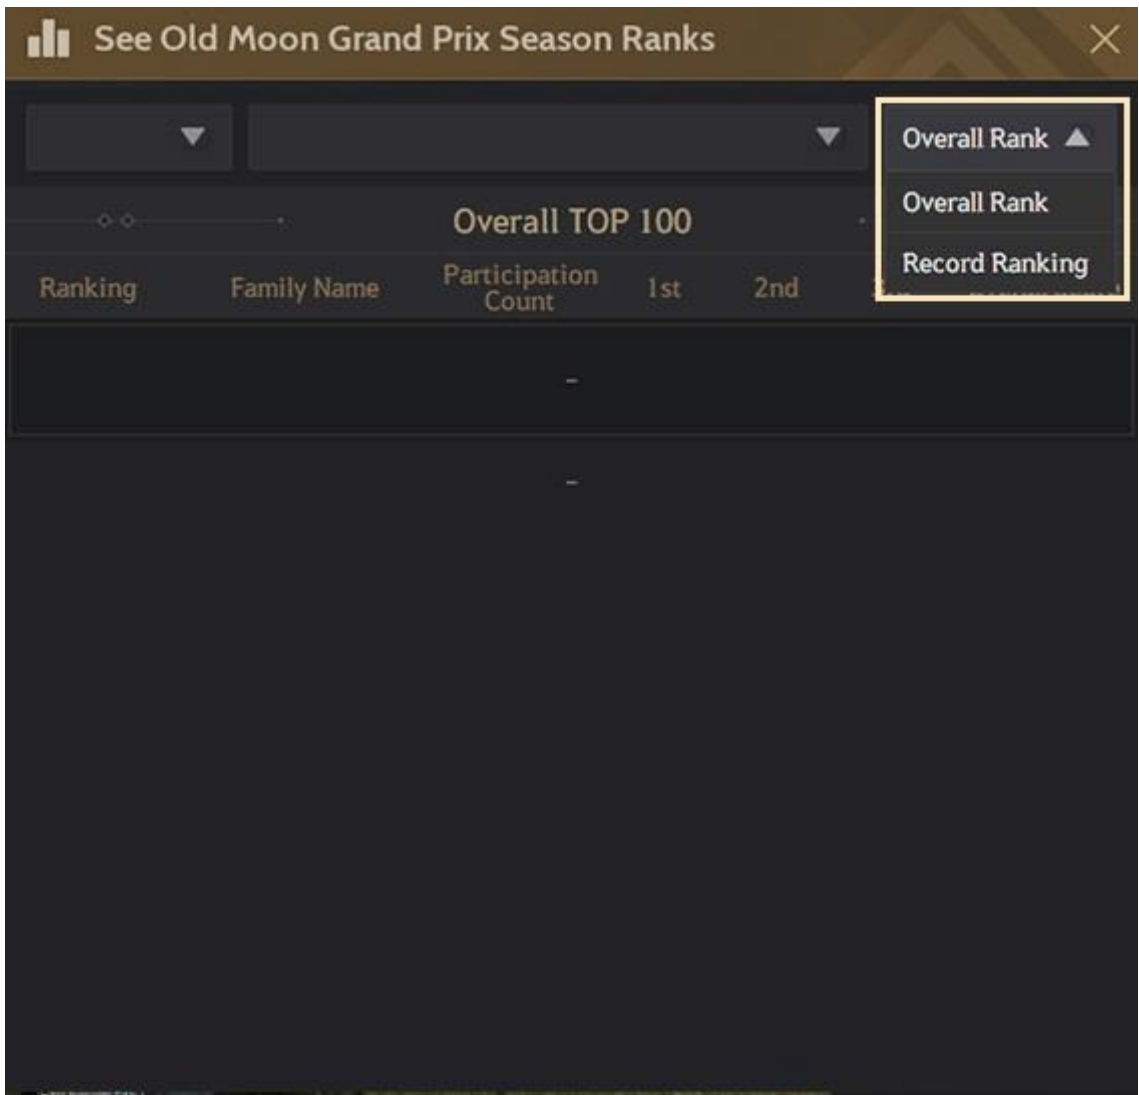 See Old Moon Grand Prix Season Ranks
Overall Rank
Overall Rank
Record Ranking
Overall TOP 100
Ranking Family Name Participation Count 1st 2nd
-
-